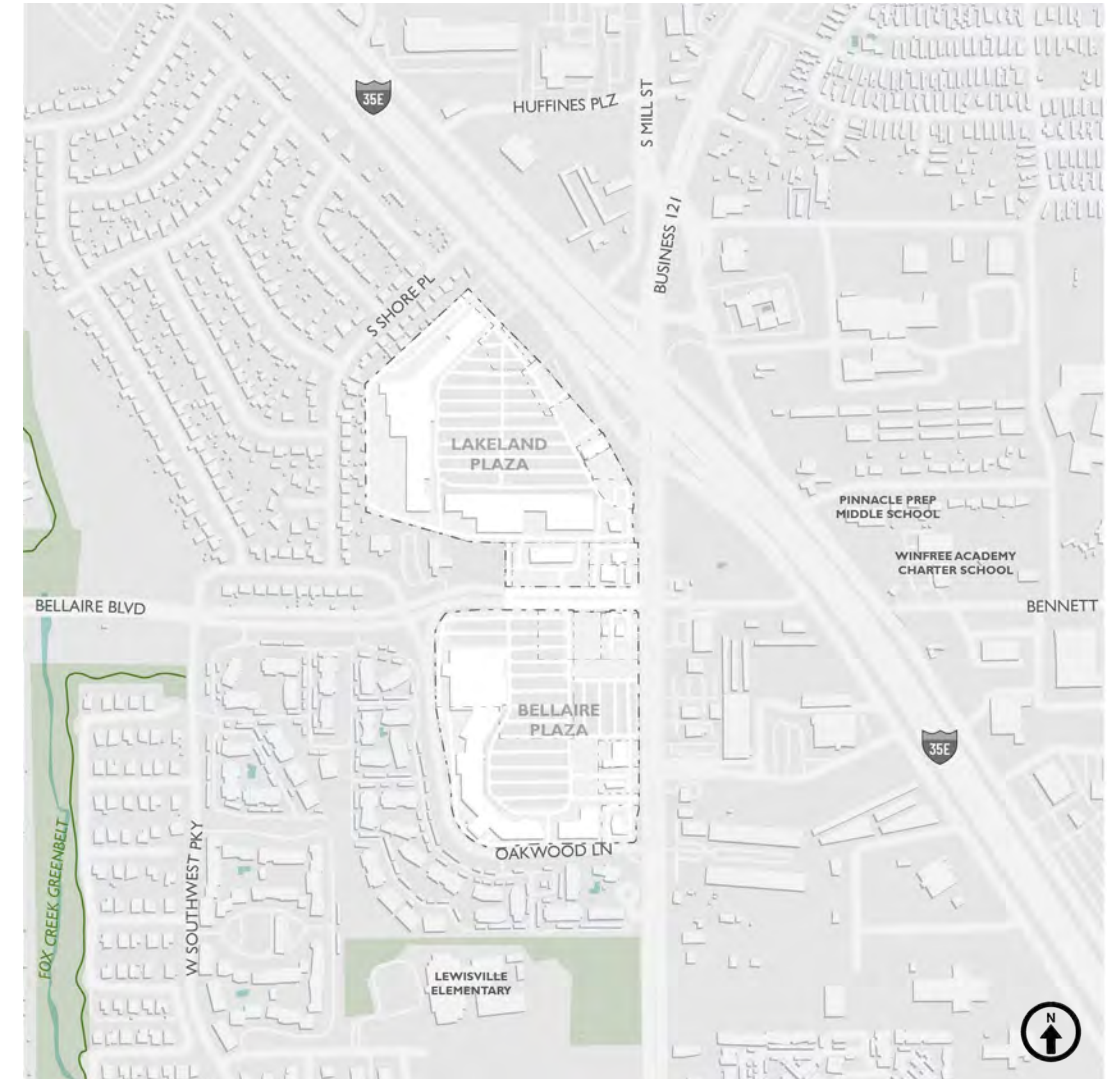 35E
HUFFINES PLZ
S MILL ST
BUSINESS 121
S SHORE PL
LAKELAND
PLAZA
PINNACLE PREP
MIDDLE SCHOOL
WINFREE ACADEMY
CHARTER SCHOOL
BELLAIRE BLVD
BENNETT
BELLAIRE
PLAZA
35E
OAKWOOD LN
W SOUTHWEST PKY
FOX CREEK GREENBELT
LEWISVILLE
ELEMENTARY
N